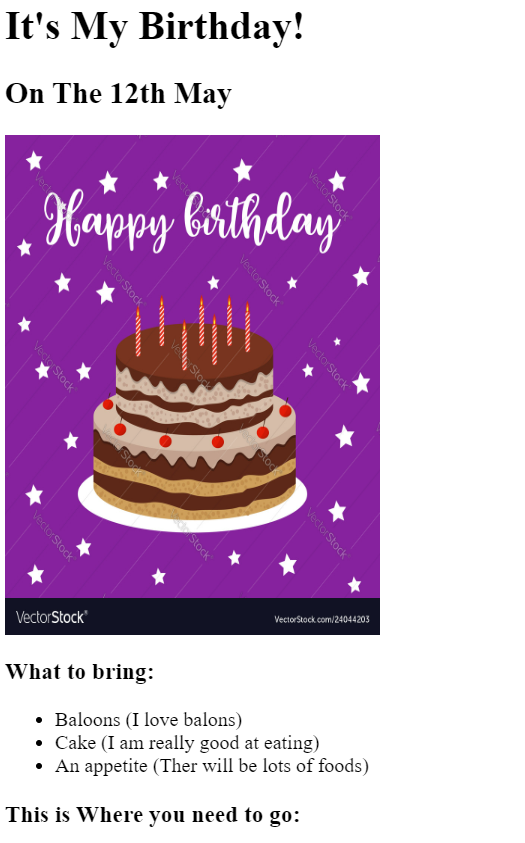 It's My Birthday!
On The 12th May
Happy birthday
VectorStock®
VectorStock.com/24044203
What to bring:
Baloons (I love balons)
Cake (I am really good at eating)
An appetite (Ther will be lots of foods)
This is Where you need to go: